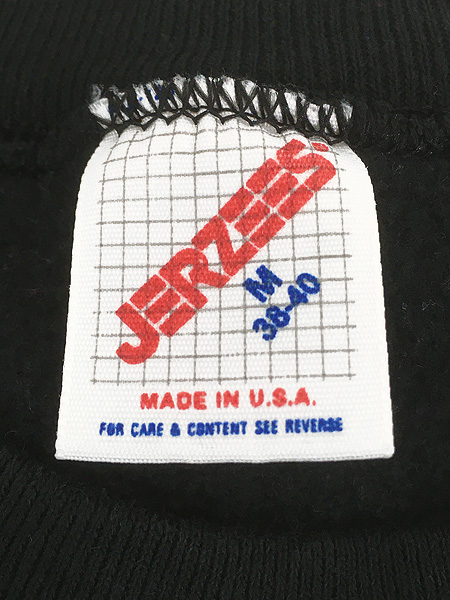 JERZEES
M
38-40
MADE IN U.S.A.
FOR CARE & CONTENT SEE REVERSE